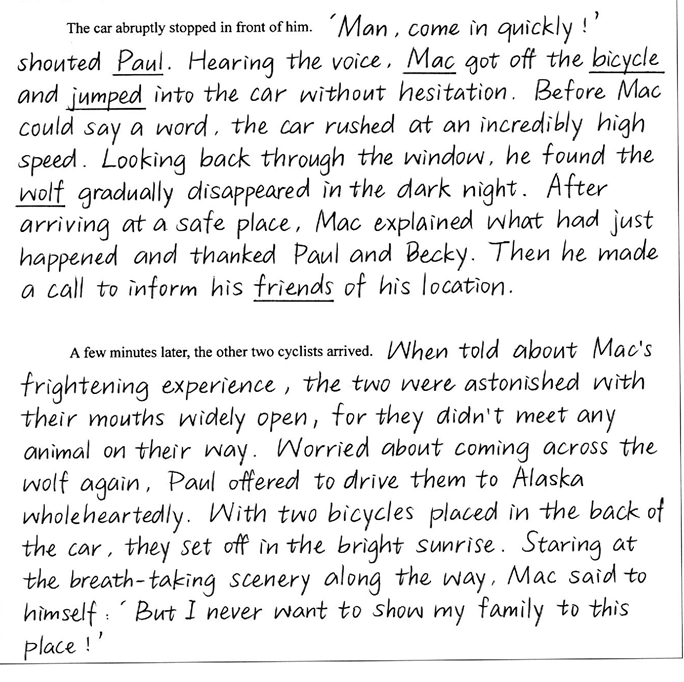 The car abruptly stopped in front of him. ‘Man, come in quickly!’
shouted Paul. Hearing the voice, Mac got off the bicycle
and jumped into the car without hesitation. Before Mac
could say a word, the car rushed at an incredibly high
speed. Looking back through the window, he found the
wolf gradually disappeared in the dark night. After
arriving at a safe place, Mac explained what had just
happened and thanked Paul and Becky. Then he made
a call to inform his friends of his location.
A few minutes later, the other two cyclists arrived. When told about Mac's
frightening experience, the two were astonished with
their mouths widely open, for they didn't meet any
animal on their way. Worried about coming across the
wolf again, Paul offered to drive them to Alaska
wholeheartedly. With two bicycles placed in the back of
the car, they set off in the bright sunrise. Staring at
the breath-taking scenery along the way, Mac said to
himself: ‘But I never want to show my family to this
place!’